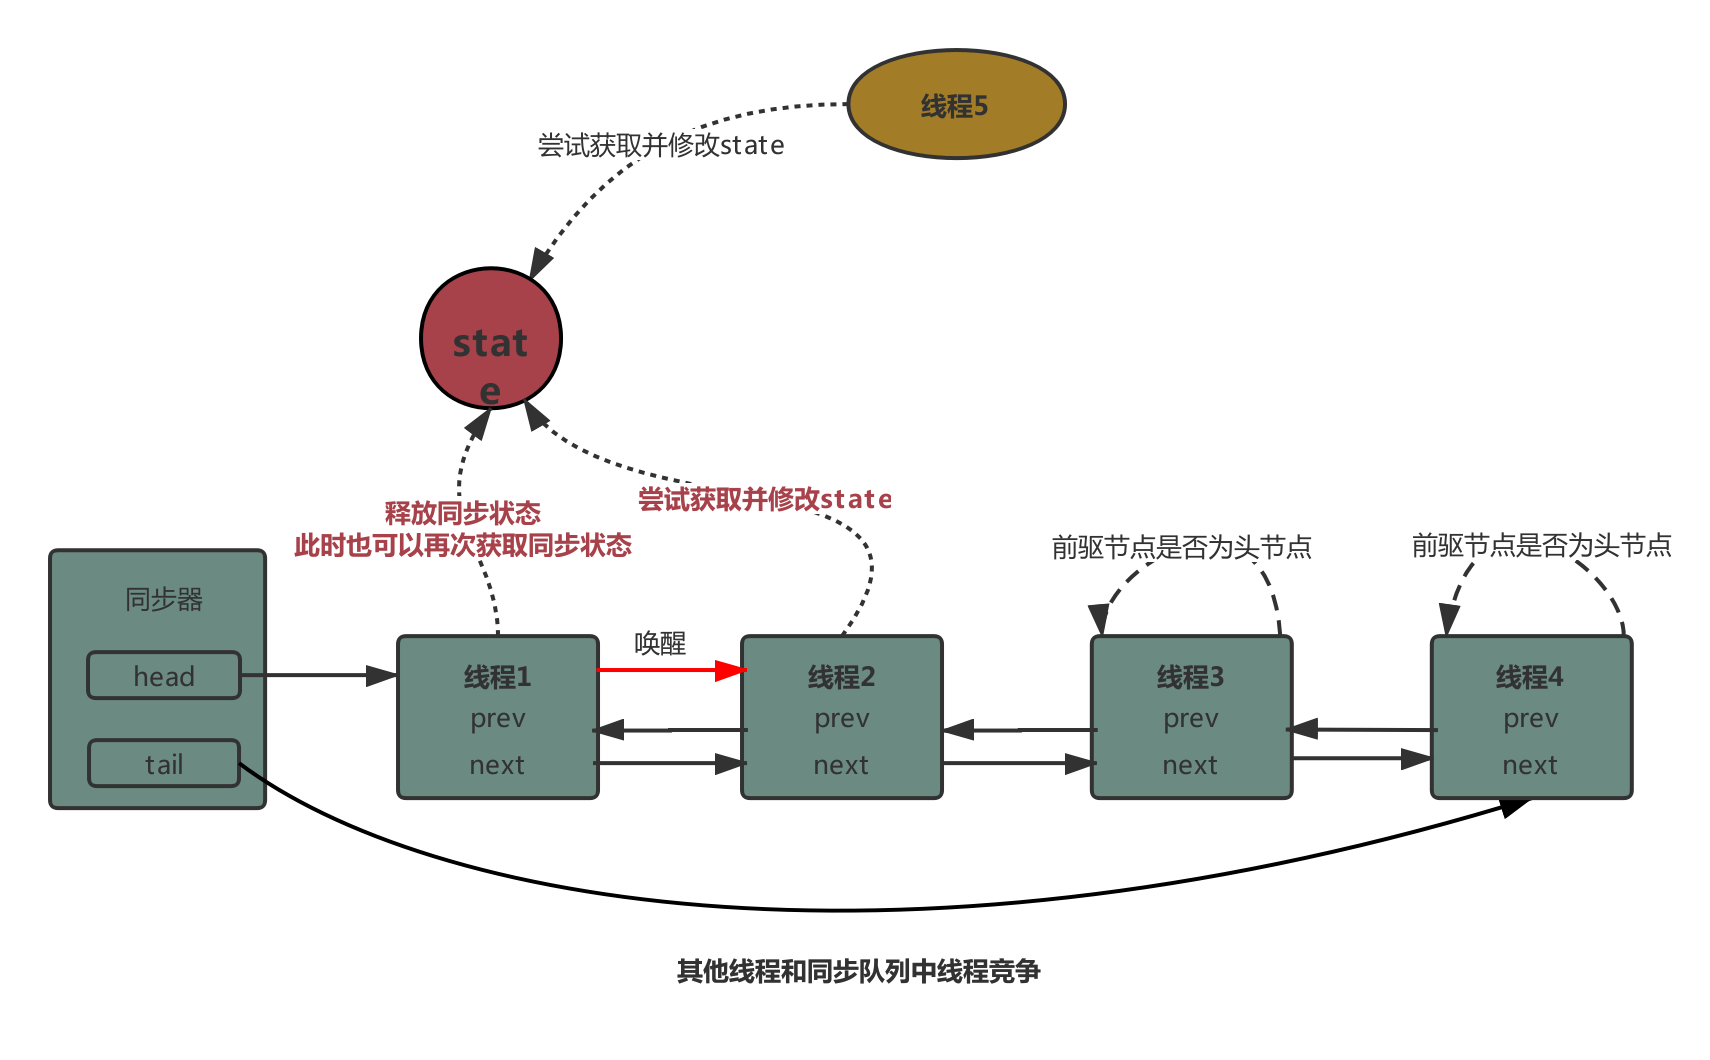 线程5
尝试获取并修改state
stat
e
释放同步状态
此时也可以再次获取同步状态
尝试获取并修改state
前驱节点是否为头节点
前驱节点是否为头节点
同步器
head
tail
唤醒
线程1
prev
next
线程2
prev
next
线程3
prev
next
线程4
prev
next
其他线程和同步队列中线程竞争